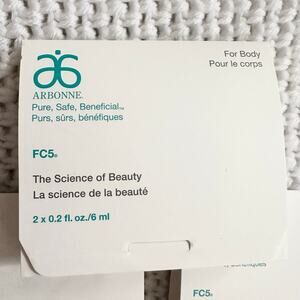 For Body
Pour le corps
ARBONNE®
Pure, Safe, Beneficial™
Purs, sûrs, bénéfiques
FC5®
The Science of Beauty
La science de la beauté
2 x 0.2 fl. oz./6 ml
FC5®